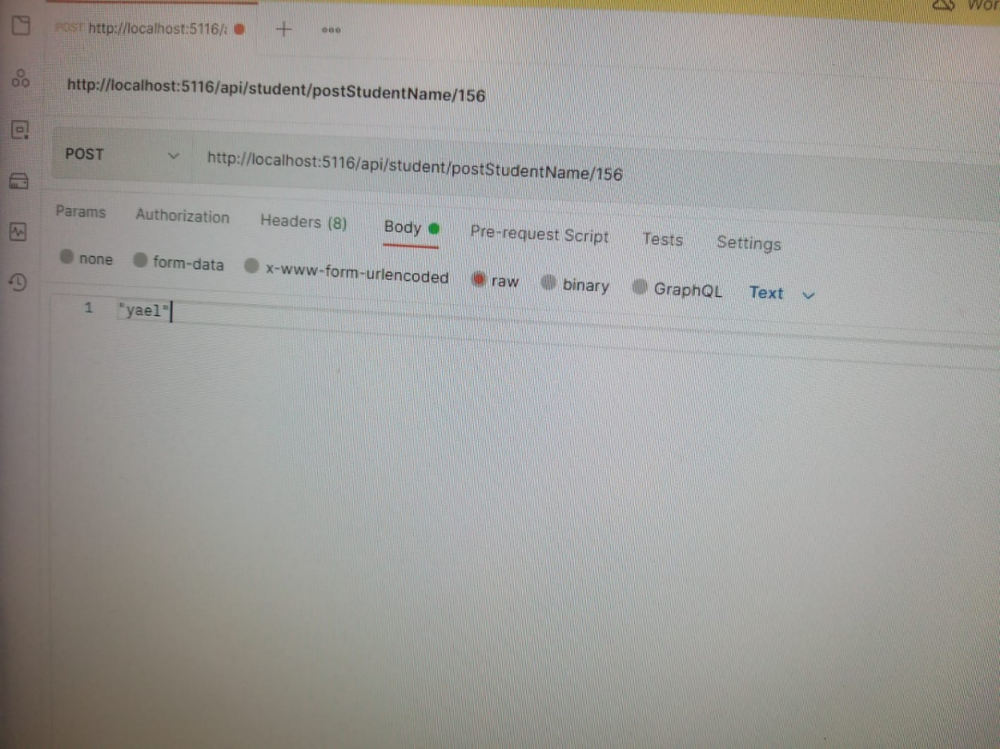 POST http://localhost:5116/a
Wor
http://localhost:5116/api/student/postStudentName/156
POST http://localhost:5116/api/student/postStudentName/156
Params Authorization Headers (8) Body Pre-request Script Tests Settings
none form-data x-www-form-urlencoded raw binary GraphQL Text
1 "yael"